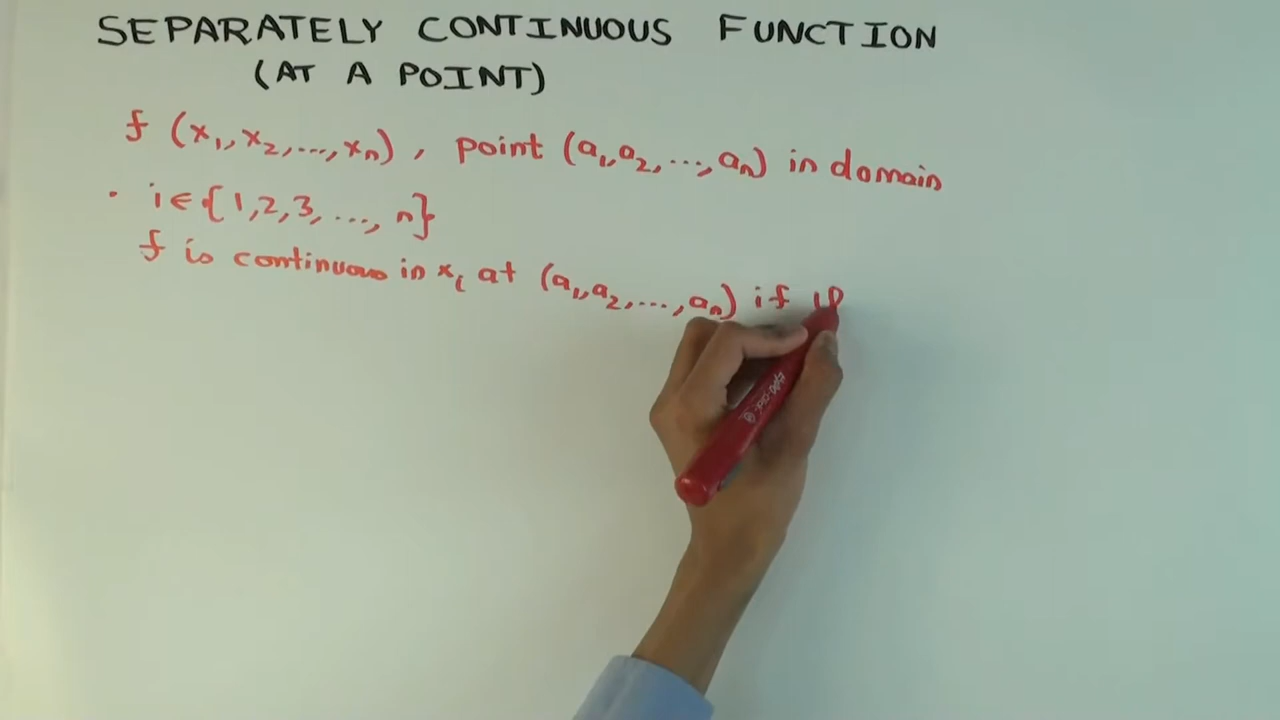 SEPARATELY CONTINUOUS FUNCTION
(AT A POINT)
f (x₁, x₂, ..., xₙ), point (a₁, a₂, ..., aₙ) in domain
· i ∈ {1, 2, 3, ..., n}
f is continuous in xᵢ at (a₁, a₂, ..., aₙ) if